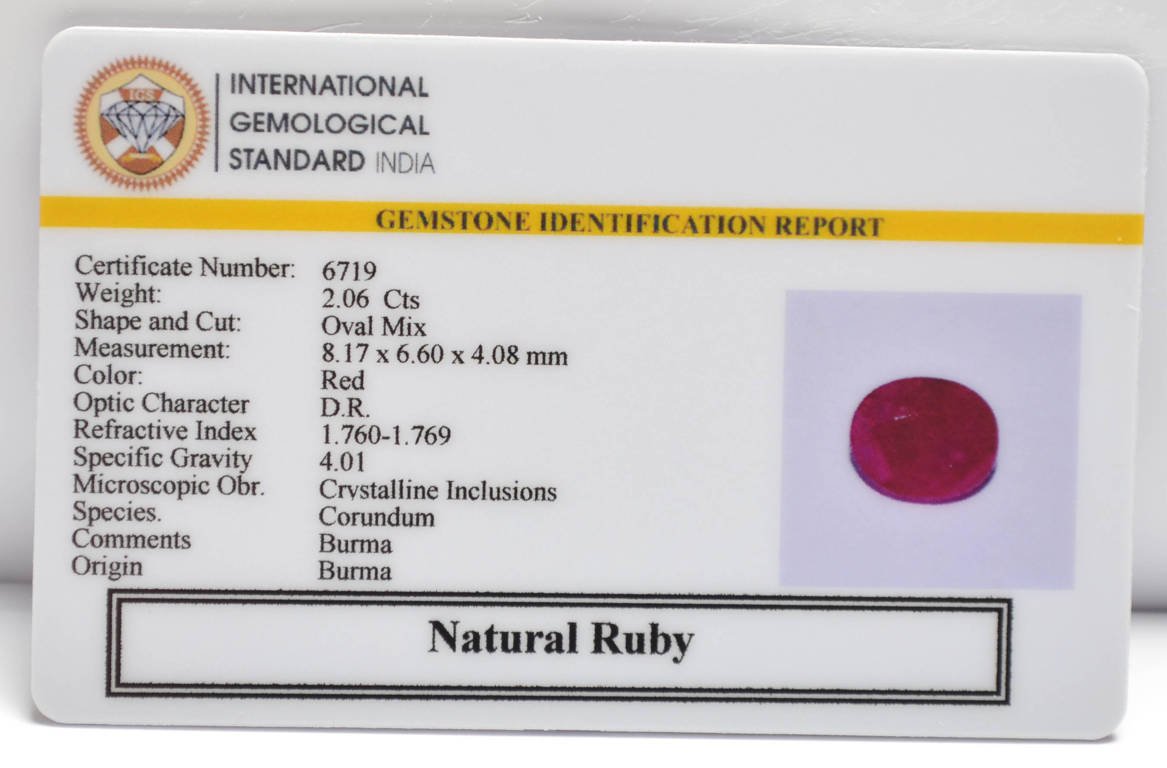 IGS
INTERNATIONAL
GEMOLOGICAL
STANDARD INDIA
GEMSTONE IDENTIFICATION REPORT
Certificate Number: 6719
Weight: 2.06 Cts
Shape and Cut: Oval Mix
Measurement: 8.17 x 6.60 x 4.08 mm
Color: Red
Optic Character D.R.
Refractive Index 1.760-1.769
Specific Gravity 4.01
Microscopic Obr. Crystalline Inclusions
Species. Corundum
Comments Burma
Origin Burma
Natural Ruby